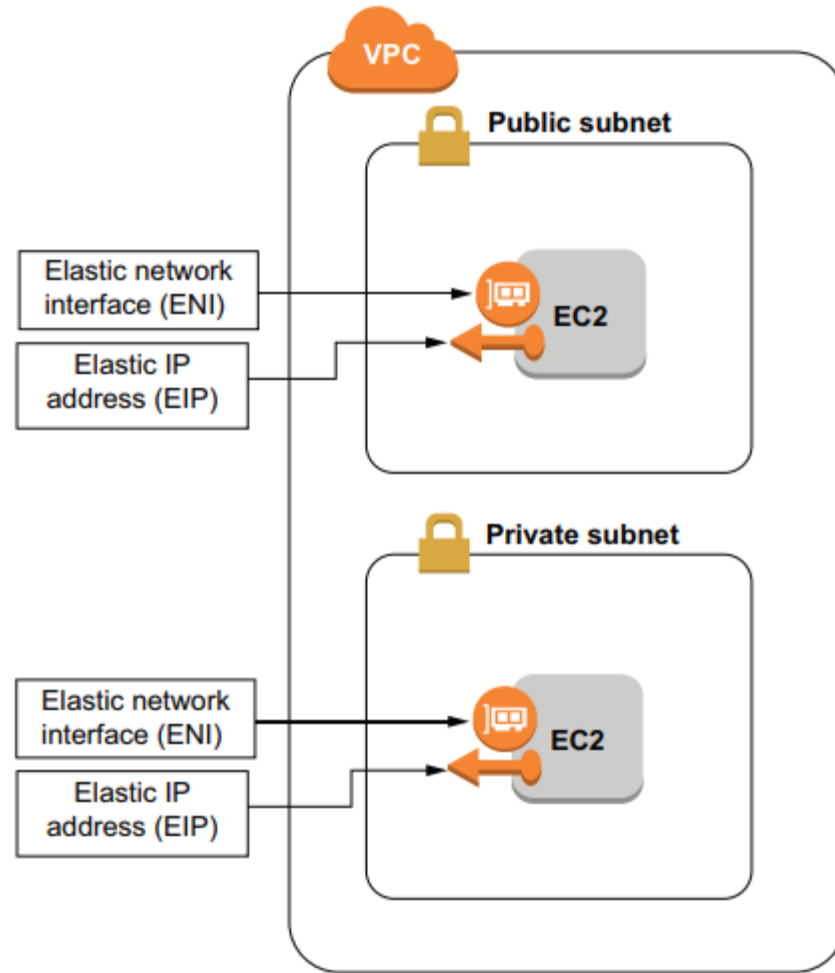 VPC
Public subnet
Elastic network
interface (ENI)
EC2
Elastic IP
address (EIP)
Private subnet
Elastic network
interface (ENI)
EC2
Elastic IP
address (EIP)